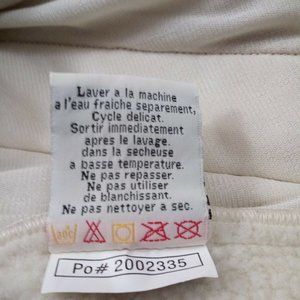 Laver a la machine
a l'eau fraiche separement,
Cycle delicat.
Sortir immediatement
apres le lavage.
dans la secheuse
a basse temperature.
Ne pas repasser.
Ne pas utiliser
de blanchissant.
Ne pas nettoyer a sec.
Po# 2002335